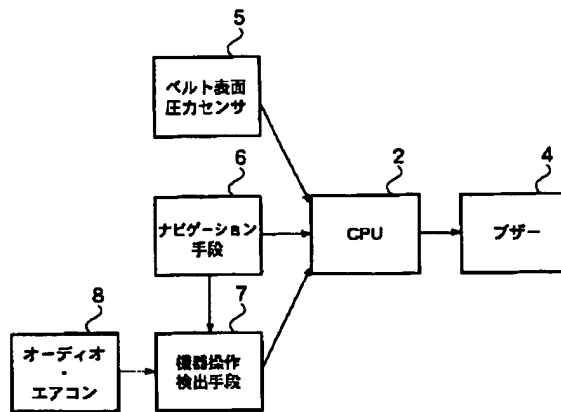 5
ベルト表面
圧力センサ
6
ナビゲーション
手段
2
CPU
4
ブザー
8
オーディオ
・
エアコン
7
機器操作
検出手段